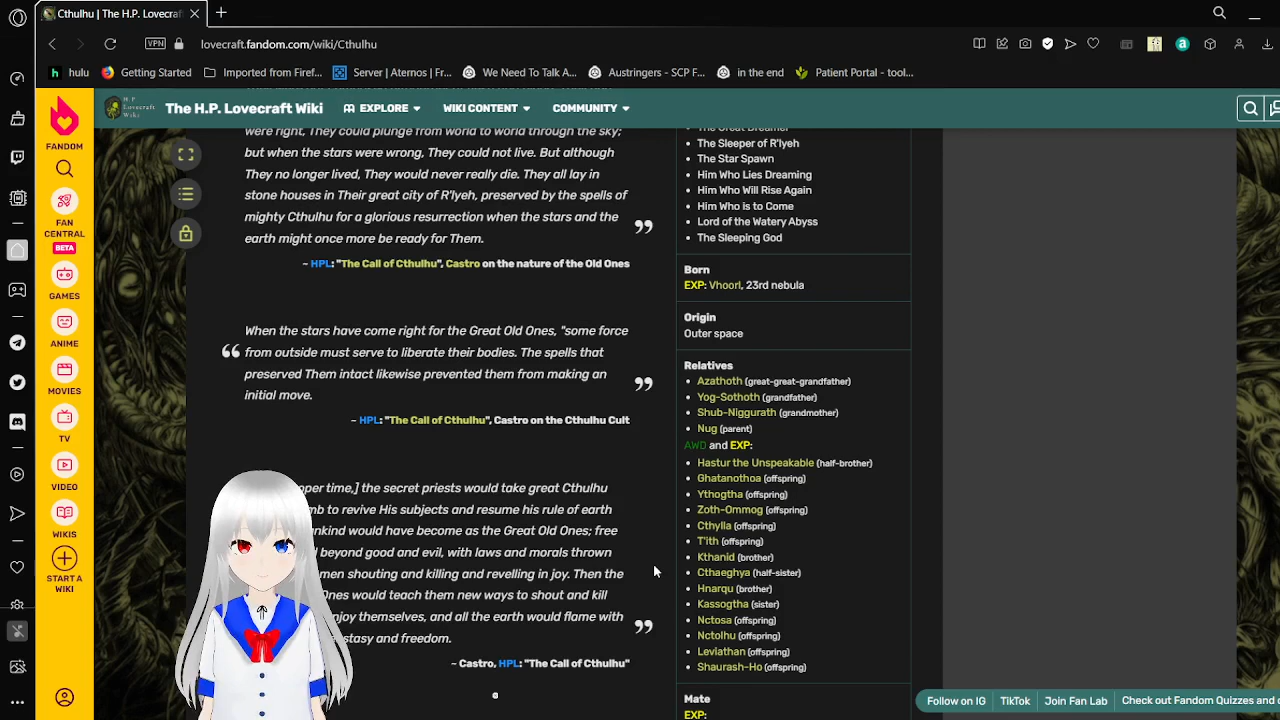 Cthulhu | The H.P. Lovecraft
lovecraft.fandom.com/wiki/Cthulhu
VPN
hulu
Getting Started
Imported from Firef...
Server | Aternos | Fr...
We Need To Talk A...
Austringers - SCP F...
in the end
Patient Portal - tool...
The H.P. Lovecraft Wiki
EXPLORE
WIKI CONTENT
COMMUNITY
FANDOM
FAN CENTRAL
BETA
GAMES
ANIME
MOVIES
TV
VIDEO
WIKIS
START A WIKI
were right, They could plunge from world to world through the sky;
but when the stars were wrong, They could not live. But although
They no longer lived, They would never really die. They all lay in
stone houses in Their great city of R'lyeh, preserved by the spells of
mighty Cthulhu for a glorious resurrection when the stars and the
earth might once more be ready for Them.
~ HPL: "The Call of Cthulhu", Castro on the nature of the Old Ones
When the stars have come right for the Great Old Ones, "some force
from outside must serve to liberate their bodies. The spells that
preserved Them intact likewise prevented them from making an
initial move.
~ HPL: "The Call of Cthulhu", Castro on the Cthulhu Cult
time,] the secret priests would take great Cthulhu
to revive His subjects and resume his rule of earth
would have become as the Great Old Ones; free
beyond good and evil, with laws and morals thrown
men shouting and killing and revelling in joy. Then the
Ones would teach them new ways to shout and kill
enjoy themselves, and all the earth would flame with
and freedom.
~ Castro, HPL: "The Call of Cthulhu"
The Great Dreamer
The Sleeper of R'lyeh
The Star Spawn
Him Who Lies Dreaming
Him Who Will Rise Again
Him Who is to Come
Lord of the Watery Abyss
The Sleeping God
Born
EXP: Vhoorl, 23rd nebula
Origin
Outer space
Relatives
Azathoth (great-great-grandfather)
Yog-Sothoth (grandfather)
Shub-Niggurath (grandmother)
Nug (parent)
AWD and EXP:
Hastur the Unspeakable (half-brother)
Ghatanothoa (offspring)
Ythogtha (offspring)
Zoth-Ommog (offspring)
Cthylla (offspring)
T'ith (offspring)
Kthanid (brother)
Cthaeghya (half-sister)
Hnarqu (brother)
Kassogtha (sister)
Nctosa (offspring)
Nctolhu (offspring)
Leviathan (offspring)
Shaurash-Ho (offspring)
Mate
EXP:
Follow on IG
TikTok
Join Fan Lab
Check out Fandom Quizzes and